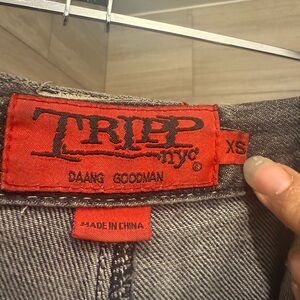 TRIPP
nyc®
XS
DAANG GOODMAN
MADE IN CHINA